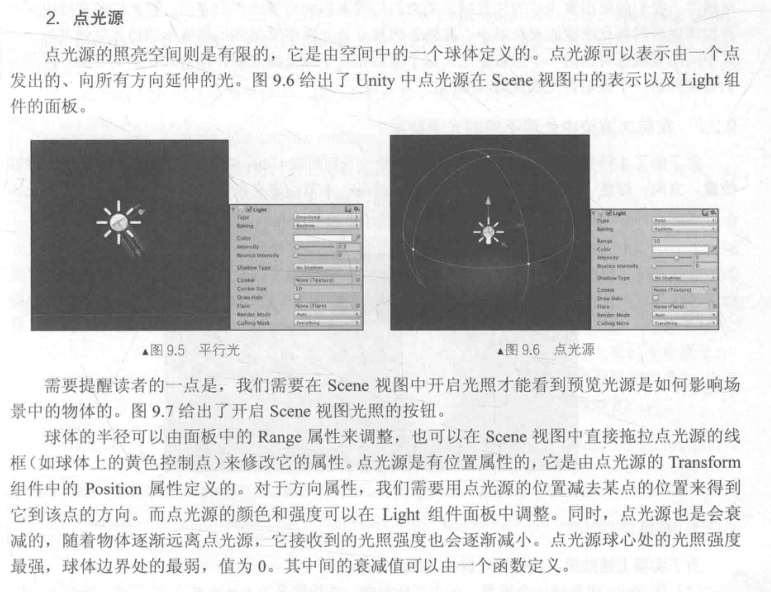 2. 点光源
点光源的照亮空间则是有限的，它是由空间中的一个球体定义的。点光源可以表示由一个点
发出的、向所有方向延伸的光。图 9.6 给出了 Unity 中点光源在 Scene 视图中的表示以及 Light 组
件的面板。
Light
Type Directional
Baking Realtime
Color
Intensity 0.5
Bounce Intensity 0
Shadow Type No Shadows
Cookie None (Texture)
Cookie Size 10
Draw Halo
Flare None (Flare)
Render Mode Auto
Culling Mask Everything
Light
Type Point
Baking Realtime
Range 10
Color
Intensity
Bounce Intensity
Shadow Type No Shadows
Cookie None (Texture)
Draw Halo
Flare None (Flare)
Render Mode Auto
Culling Mask Everything
▲图 9.5 平行光
▲图 9.6 点光源
需要提醒读者的一点是，我们需要在 Scene 视图中开启光照才能看到预览光源是如何影响场
景中的物体的。图 9.7 给出了开启 Scene 视图光照的按钮。
球体的半径可以由面板中的 Range 属性来调整，也可以在 Scene 视图中直接拖拉点光源的线
框（如球体上的黄色控制点）来修改它的属性。点光源是有位置属性的，它是由点光源的 Transform
组件中的 Position 属性定义的。对于方向属性，我们需要用点光源的位置减去某点的位置来得到
它到该点的方向。而点光源的颜色和强度可以在 Light 组件面板中调整。同时，点光源也是会衰
减的，随着物体逐渐远离点光源，它接收到的光照强度也会逐渐减小。点光源球心处的光照强度
最强，球体边界处的最弱，值为 0。其中间的衰减值可以由一个函数定义。